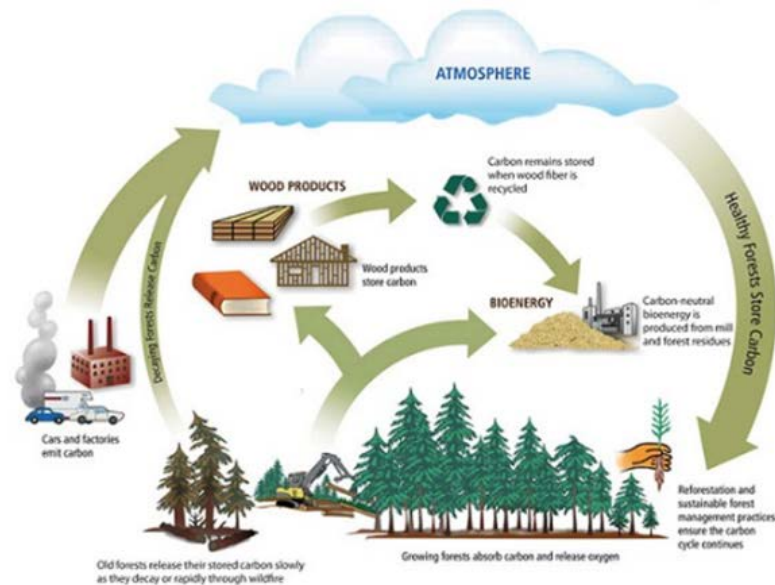 ATMOSPHERE
Carbon remains stored
when wood fiber is
recycled
WOOD PRODUCTS
Wood products
store carbon
BIOENERGY
Carbon-neutral
bioenergy is
produced from mill
and forest residues
Healthy Forests Store Carbon
Decaying Forests Release Carbon
Cars and factories
emit carbon
Old forests release their stored carbon slowly
as they decay or rapidly through wildfire
Growing forests absorb carbon and release oxygen
Reforestation and
sustainable forest
management practices
ensure the carbon
cycle continues